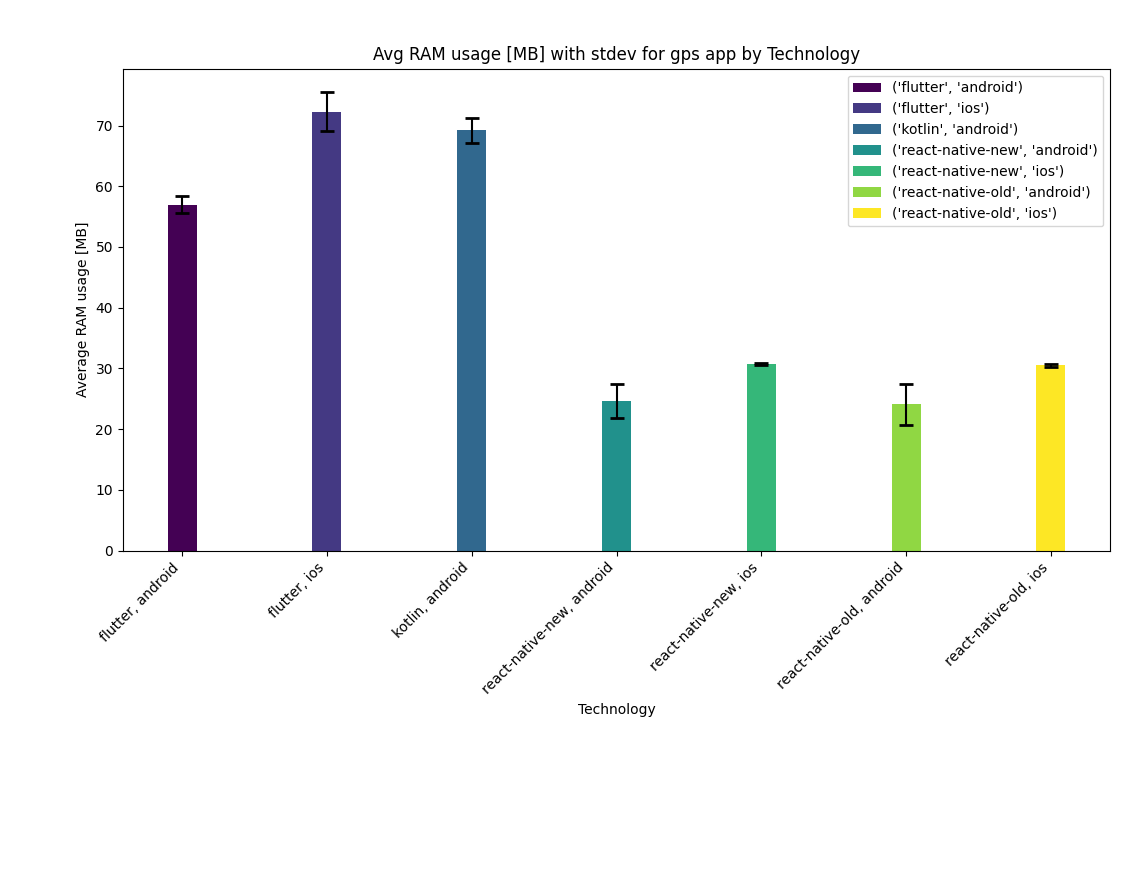 Avg RAM usage [MB] with stdev for gps app by Technology
('flutter', 'android')
('flutter', 'ios')
('kotlin', 'android')
('react-native-new', 'android')
('react-native-new', 'ios')
('react-native-old', 'android')
('react-native-old', 'ios')
Average RAM usage [MB]
70
60
50
40
30
20
10
0
flutter, android
flutter, ios
kotlin, android
react-native-new, android
react-native-new, ios
react-native-old, android
react-native-old, ios
Technology